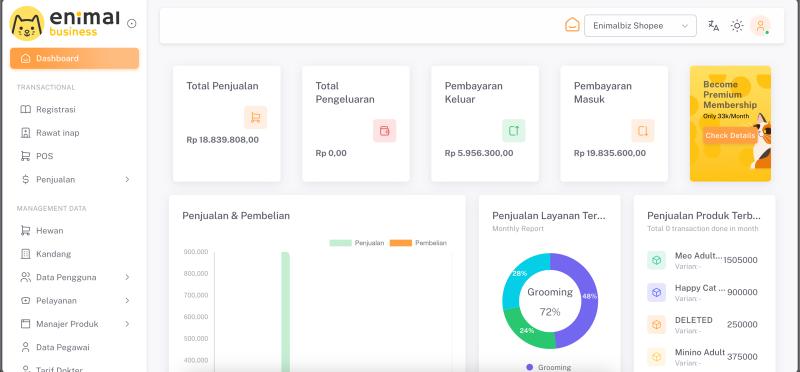 enimal
business
Dashboard
TRANSACTIONAL
Registrasi
Rawat inap
POS
Penjualan
MANAGEMENT DATA
Hewan
Kandang
Data Pengguna
Pelayanan
Manajer Produk
Data Pegawai
Tarif Dokter
Enimalbiz Shopee
Total Penjualan
Rp 18.839.808,00
Total
Pengeluaran
Rp 0,00
Pembayaran
Keluar
Rp 5.956.300,00
Pembayaran
Masuk
Rp 19.835.600,00
Become
Premium
Membership
Only 33k/Month
Check Details
Penjualan & Pembelian
Penjualan
Pembelian
900,000
800,000
700,000
600,000
500,000
400,000
Penjualan Layanan Ter...
Monthly Report
28%
48%
24%
Grooming
72%
Grooming
Penjualan Produk Terb...
Total 0 transaction done in month
Meo Adult... 1505000
Varian:-
Happy Cat ... 900000
Varian:-
DELETED 250000
Varian:-
Minino Adult 375000
Varian:-